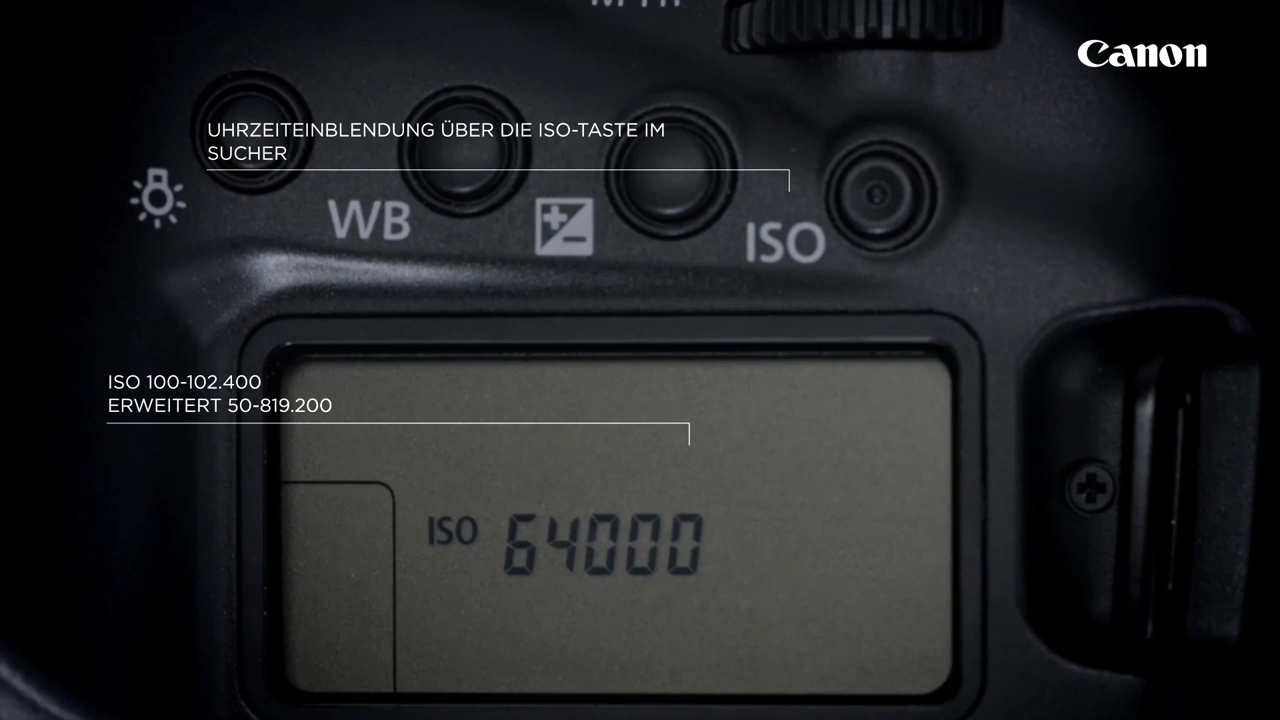 Canon
UHRZEITEINBLENDUNG ÜBER DIE ISO-TASTE IM
SUCHER
WB
ISO
ISO 100-102.400
ERWEITERT 50-819.200
ISO 64000